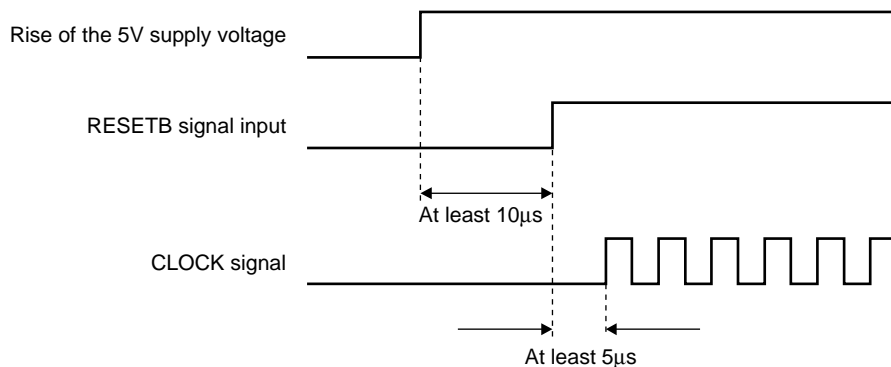 Rise of the 5V supply voltage
RESETB signal input
At least 10μs
CLOCK signal
At least 5μs